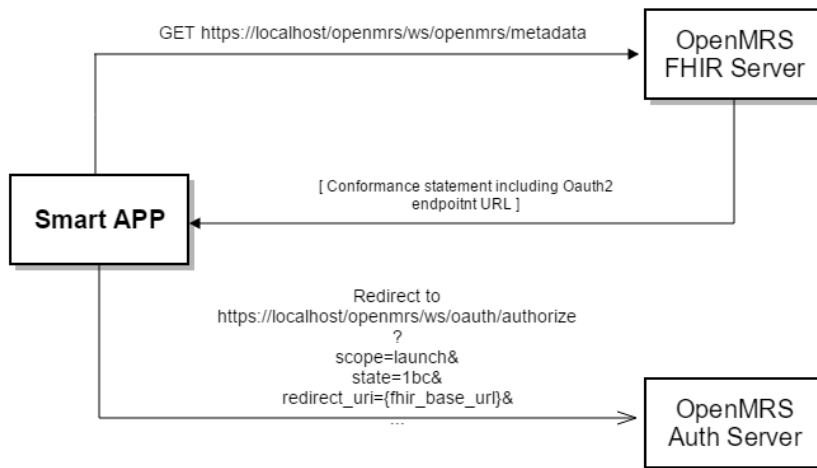 GET https://localhost/openmrs/ws/openmrs/metadata
OpenMRS
FHIR Server
[ Conformance statement including Oauth2
endpoitnt URL ]
Smart APP
Redirect to
https://localhost/openmrs/ws/oauth/authorize
?
scope=launch&
state=1bc&
redirect_uri={fhir_base_url}&
...
OpenMRS
Auth Server